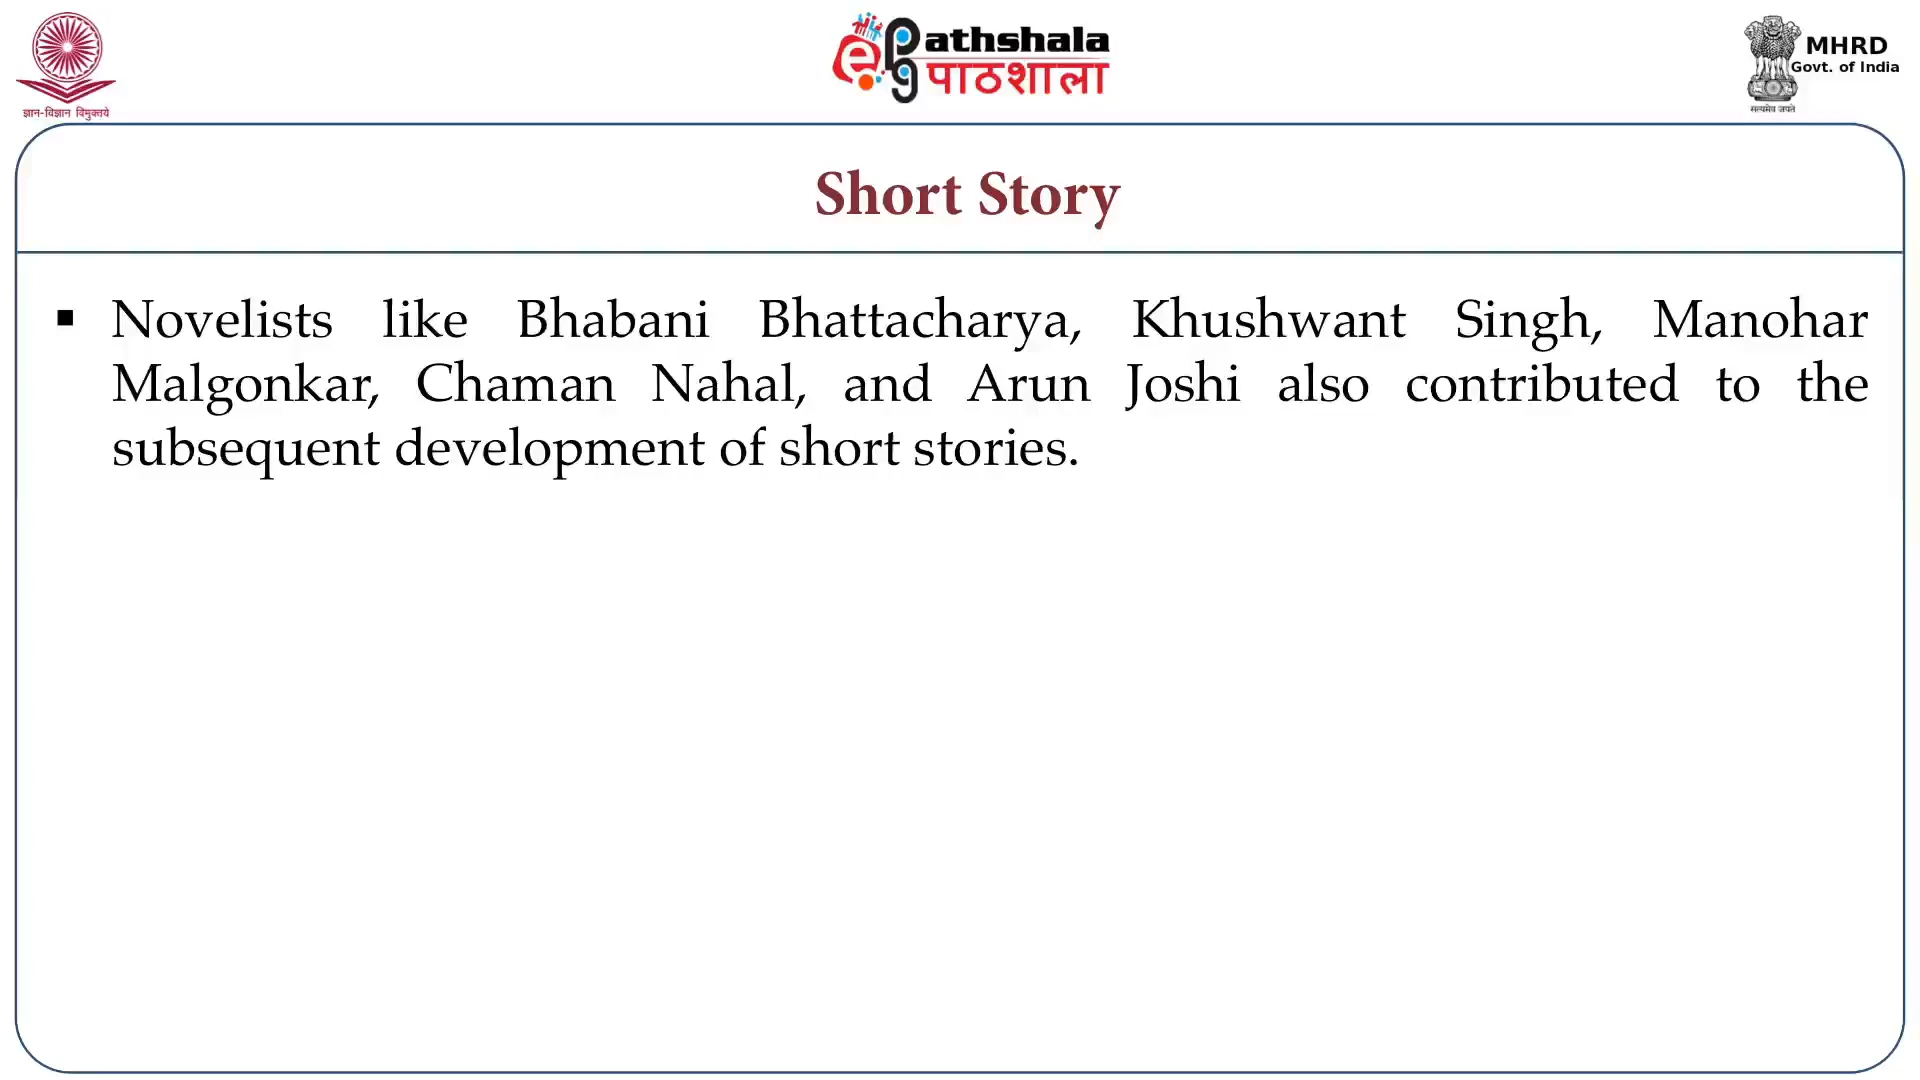 ज्ञान-विज्ञान विमुक्तये
Pathshala
पाठशाला
MHRD
Govt. of India
सत्यमेव जयते
Short Story
▪ Novelists like Bhabani Bhattacharya, Khushwant Singh, Manohar
Malgonkar, Chaman Nahal, and Arun Joshi also contributed to the
subsequent development of short stories.